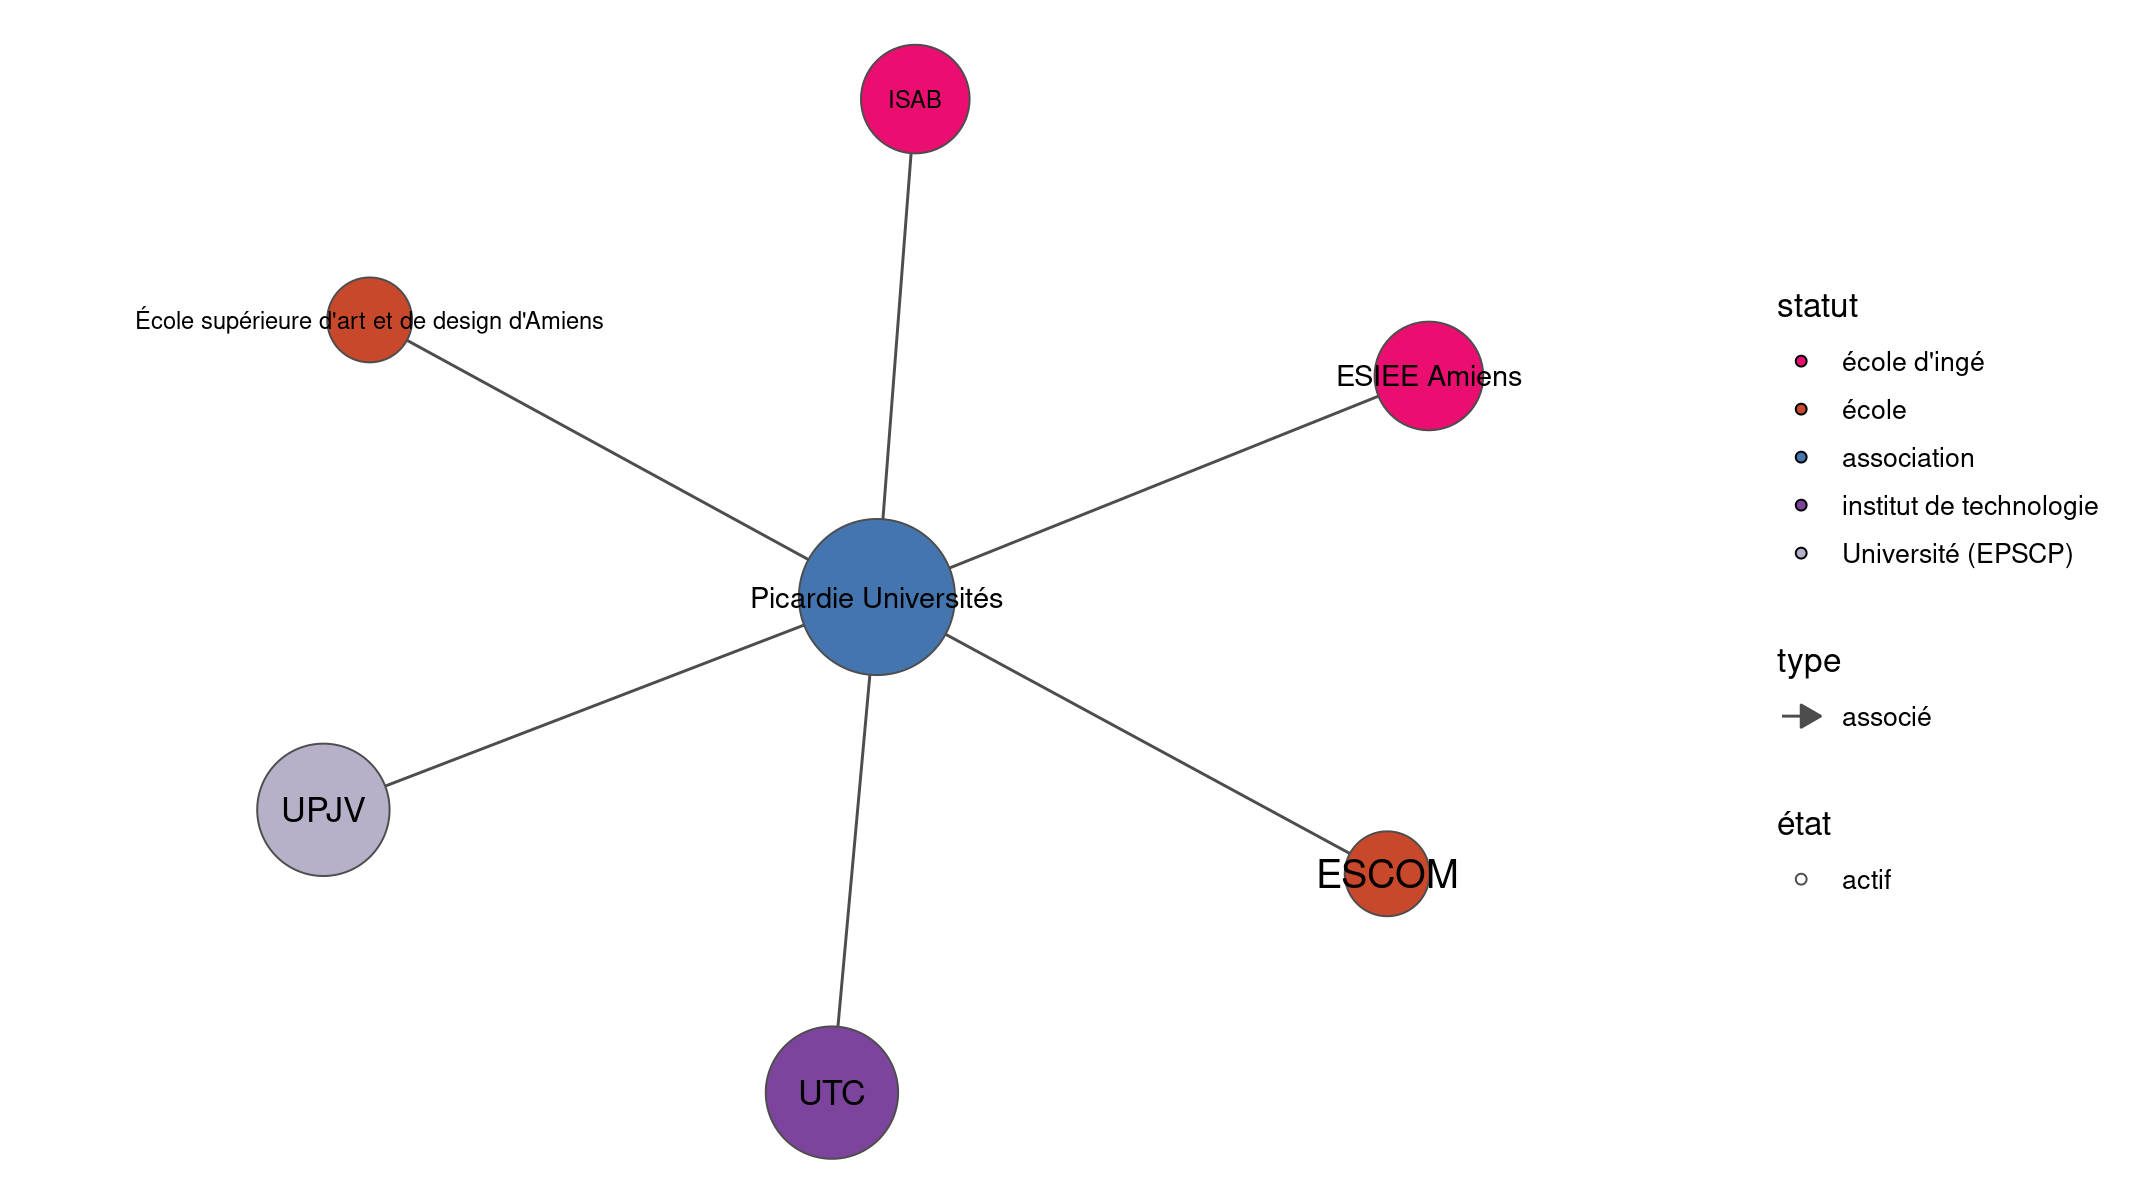 ISAB
École supérieure d'art et de design d'Amiens
ESIEE Amiens
Picardie Universités
UPJV
ESCOM
UTC
statut
école d'ingé
école
association
institut de technologie
Université (EPSCP)
type
associé
état
actif